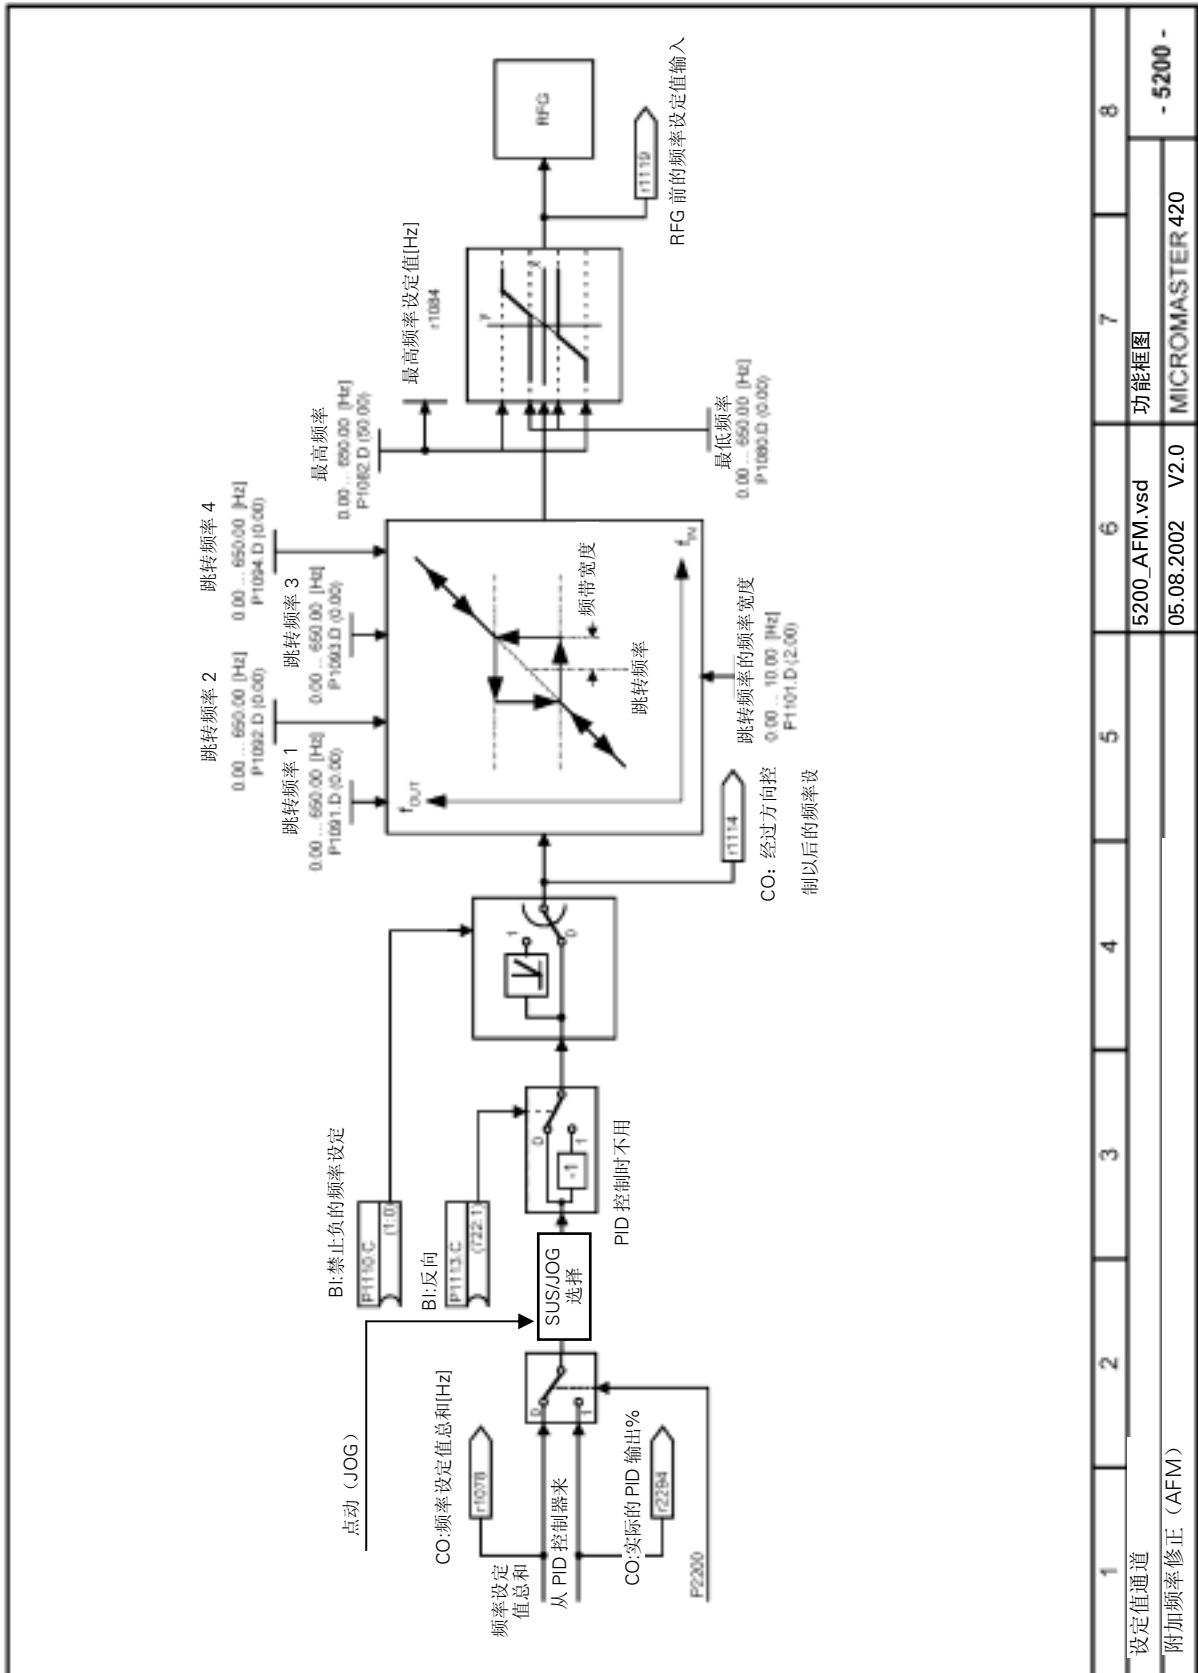 点动（JOG）
CO:频率设定值总和[Hz]
r1078
频率设定
值总和
从 PID 控制器来
CO:实际的 PID 输出%
r2294
P2200
0
1
SUS/JOG
选择
BI:禁止负的频率设定
P1110.C
(1:0)
BI:反向
P1113.C
(722:1)
0
1
-1
PID 控制时不用
1
0
r1114
CO：经过方向控
制以后的频率设
跳转频率 1
0.00 ... 650.00 [Hz]
P1091.D (0.00)
跳转频率 2
0.00 ... 650.00 [Hz]
P1092.D (0.00)
跳转频率 3
0.00 ... 650.00 [Hz]
P1093.D (0.00)
跳转频率 4
0.00 ... 650.00 [Hz]
P1094.D (0.00)
fOUT
fIN
频带宽度
跳转频率
跳转频率的频率宽度
0.00 ... 10.00 [Hz]
P1101.D (2.00)
最高频率
0.00 ... 650.00 [Hz]
P1082.D (50.00)
最高频率设定值[Hz]
r1084
最低频率
0.00 ... 650.00 [Hz]
P1080.D (0.00)
y
x
RFG
r1119
RFG 前的频率设定值输入
1 2 3 4 5 6 7 8
设定值通道
5200_AFM.vsd
功能框图
- 5200 -
附加频率修正（AFM）
05.08.2002 V2.0
MICROMASTER 420